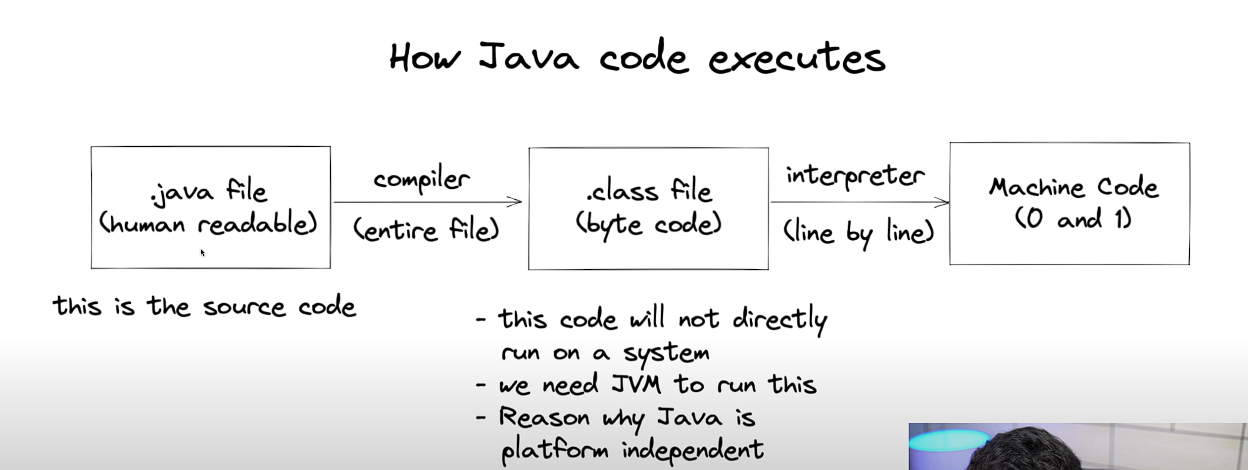 How Java code executes
.java file
(human readable)
compiler
(entire file)
.class file
(byte code)
interpreter
(line by line)
Machine Code
(0 and 1)
this is the source code
- this code will not directly
run on a system
- we need JVM to run this
- Reason why Java is
platform independent